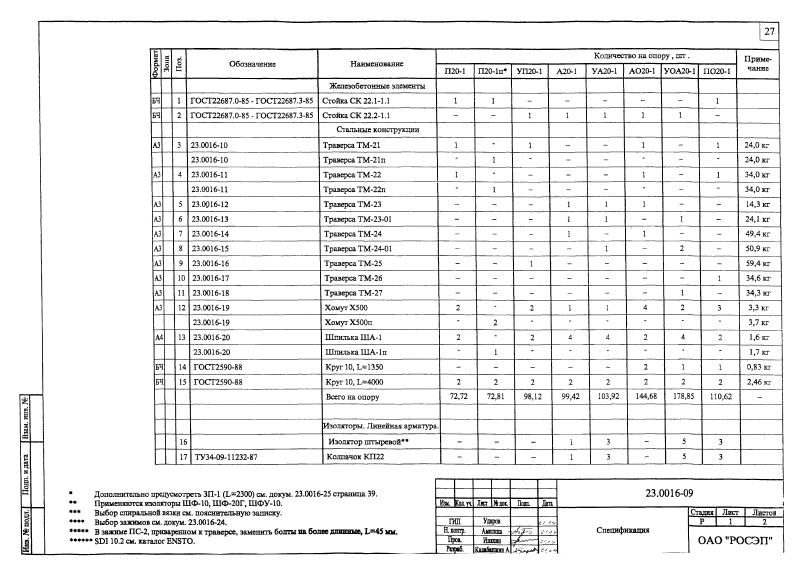 27
Формат Зона Поз. Обозначение Наименование Количество на опору , шт . Приме-
чание
П20-1 П20-1п* УП20-1 А20-1 УА20-1 АО20-1 УОА20-1 ПО20-1
Железобетонные элементы
БЧ 1 ГОСТ22687.0-85 - ГОСТ22687.3-85 Стойка СК 22.1-1.1 1 1 – – – – – 1
БЧ 2 ГОСТ22687.0-85 - ГОСТ22687.3-85 Стойка СК 22.2-1.1 – – 1 1 1 1 1 –
Стальные конструкции
А3 3 23.0016-10 Траверса ТМ-21 1 - 1 – – 1 – 1 24,0 кг
23.0016-10 Траверса ТМ-21п - 1 - - - - - - 24,0 кг
А3 4 23.0016-11 Траверса ТМ-22 1 - – – – 1 – 1 34,0 кг
23.0016-11 Траверса ТМ-22п - 1 - - - - - - 34,0 кг
А3 5 23.0016-12 Траверса ТМ-23 – – – 1 1 1 – – 14,3 кг
А3 6 23.0016-13 Траверса ТМ-23-01 – – – 1 1 – 1 – 24,1 кг
А3 7 23.0016-14 Траверса ТМ-24 – – – 1 – 1 – – 49,4 кг
А3 8 23.0016-15 Траверса ТМ-24-01 – – – – 1 – 2 – 50,9 кг
А3 9 23.0016-16 Траверса ТМ-25 – – 1 – – – – – 59,4 кг
А3 10 23.0016-17 Траверса ТМ-26 – – – – – – – 1 34,6 кг
А3 11 23.0016-18 Траверса ТМ-27 – – – – – – 1 – 34,3 кг
А3 12 23.0016-19 Хомут Х500 2 - 2 1 1 4 2 3 3,3 кг
23.0016-19 Хомут Х500п - 2 - - - - - - 3,7 кг
А4 13 23.0016-20 Шпилька ША-1 2 - 2 4 4 2 4 2 1,6 кг
23.0016-20 Шпилька ША-1п - 1 - - - - - - 1,7 кг
БЧ 14 ГОСТ2590-88 Круг 10, L=1350 – – – – – 2 1 1 0,83 кг
БЧ 15 ГОСТ2590-88 Круг 10, L=4000 2 2 2 2 2 2 2 2 2,46 кг
Всего на опору 72,72 72,81 98,12 99,42 103,92 144,68 178,85 110,62 –
Изоляторы. Линейная арматура.
16 Изолятор штыревой** – – – 1 3 – 5 3
17 ТУ34-09-11232-87 Колпачок КП22 – – – 1 3 – 5 3
* Дополнительно предусмотреть ЗП-1 (L=2300) см. докум. 23.0016-25 страница 39.
** Применяются изоляторы ШФ-10, ШФ-20Г, ШФУ-10.
*** Выбор спиральной вязки см. пояснительную записку.
**** Выбор зажимов см. докум. 23.0016-24.
***** В зажиме ПС-2, приваренном к траверсе, заменить болты на более длинные, L=45 мм.
****** SDI 10.2 см. каталог ENSTO.
Взам. инв. №
Подп. и дата
Инв. № подл.
23.0016-09
Изм. Кол. уч. Лист № док. Подп. Дата
ГИП Ударов
Н. контр. Амелина
Пров.
Разраб. Калабашкин А
Спецификация
Стадия Лист Листов
Р 1 2
ОАО "РОСЭП"